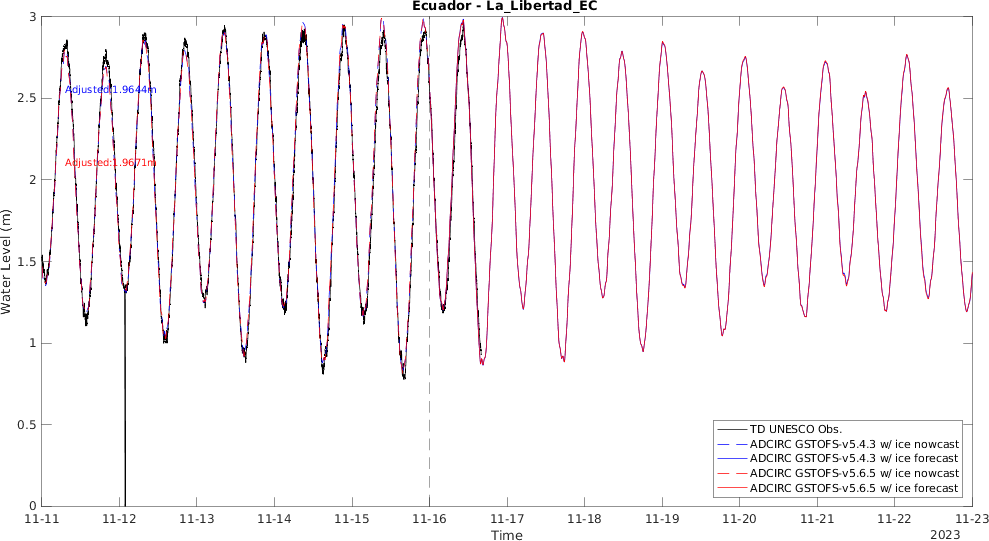 Ecuador - La_Libertad_EC
Water Level (m)
3
2.5
2
1.5
1
0.5
0
Adjusted:1.9644m
Adjusted:1.9671m
TD UNESCO Obs.
ADCIRC GSTOFS-v5.4.3 w/ ice nowcast
ADCIRC GSTOFS-v5.4.3 w/ ice forecast
ADCIRC GSTOFS-v5.6.5 w/ ice nowcast
ADCIRC GSTOFS-v5.6.5 w/ ice forecast
11-11 11-12 11-13 11-14 11-15 11-16 11-17 11-18 11-19 11-20 11-21 11-22 11-23
Time
2023